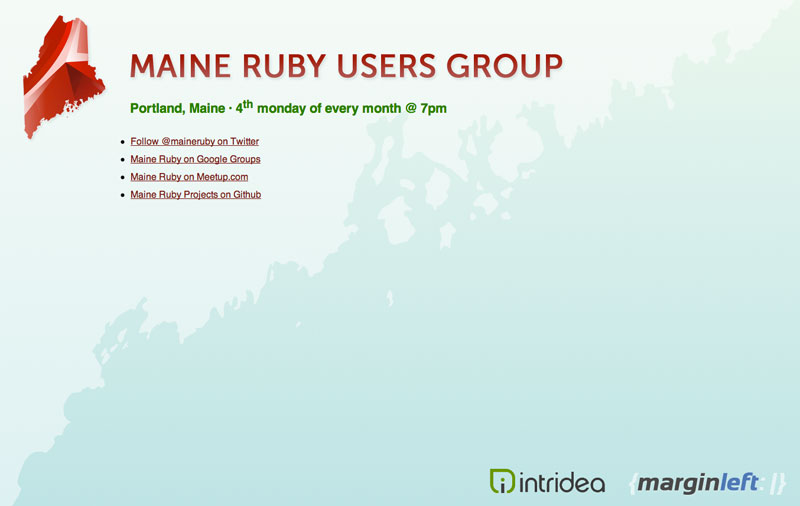 MAINE RUBY USERS GROUP
Portland, Maine · 4th monday of every month @ 7pm
Follow @maineruby on Twitter
Maine Ruby on Google Groups
Maine Ruby on Meetup.com
Maine Ruby Projects on Github
intridea {marginleft: |}